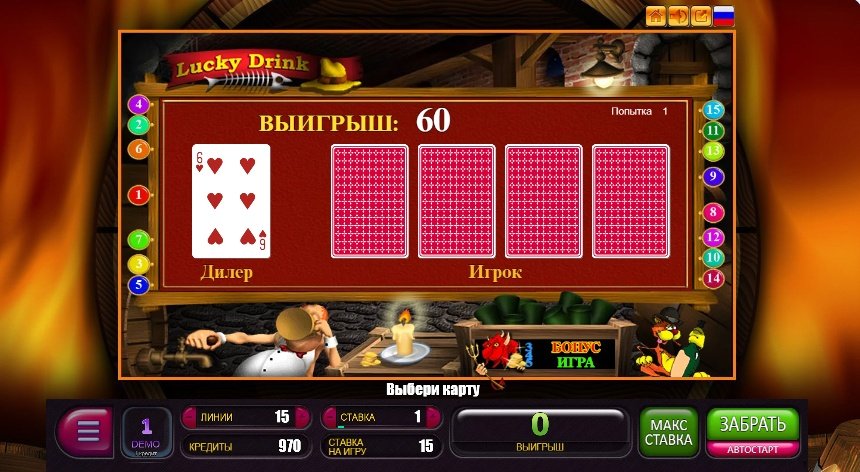 Lucky Drink
ВЫИГРЫШ: 60
Попытка 1
4
2
6
1
7
3
5
15
11
13
9
8
12
10
14
6
6
Дилер
Игрок
БОНУС
ИГРА
Выбери карту
1
DEMO
ЛИНИИ 15
КРЕДИТЫ 970
СТАВКА 1
СТАВКА
НА ИГРУ 15
0
ВЫИГРЫШ
МАКС
СТАВКА
ЗАБРАТЬ
АВТОСТАРТ